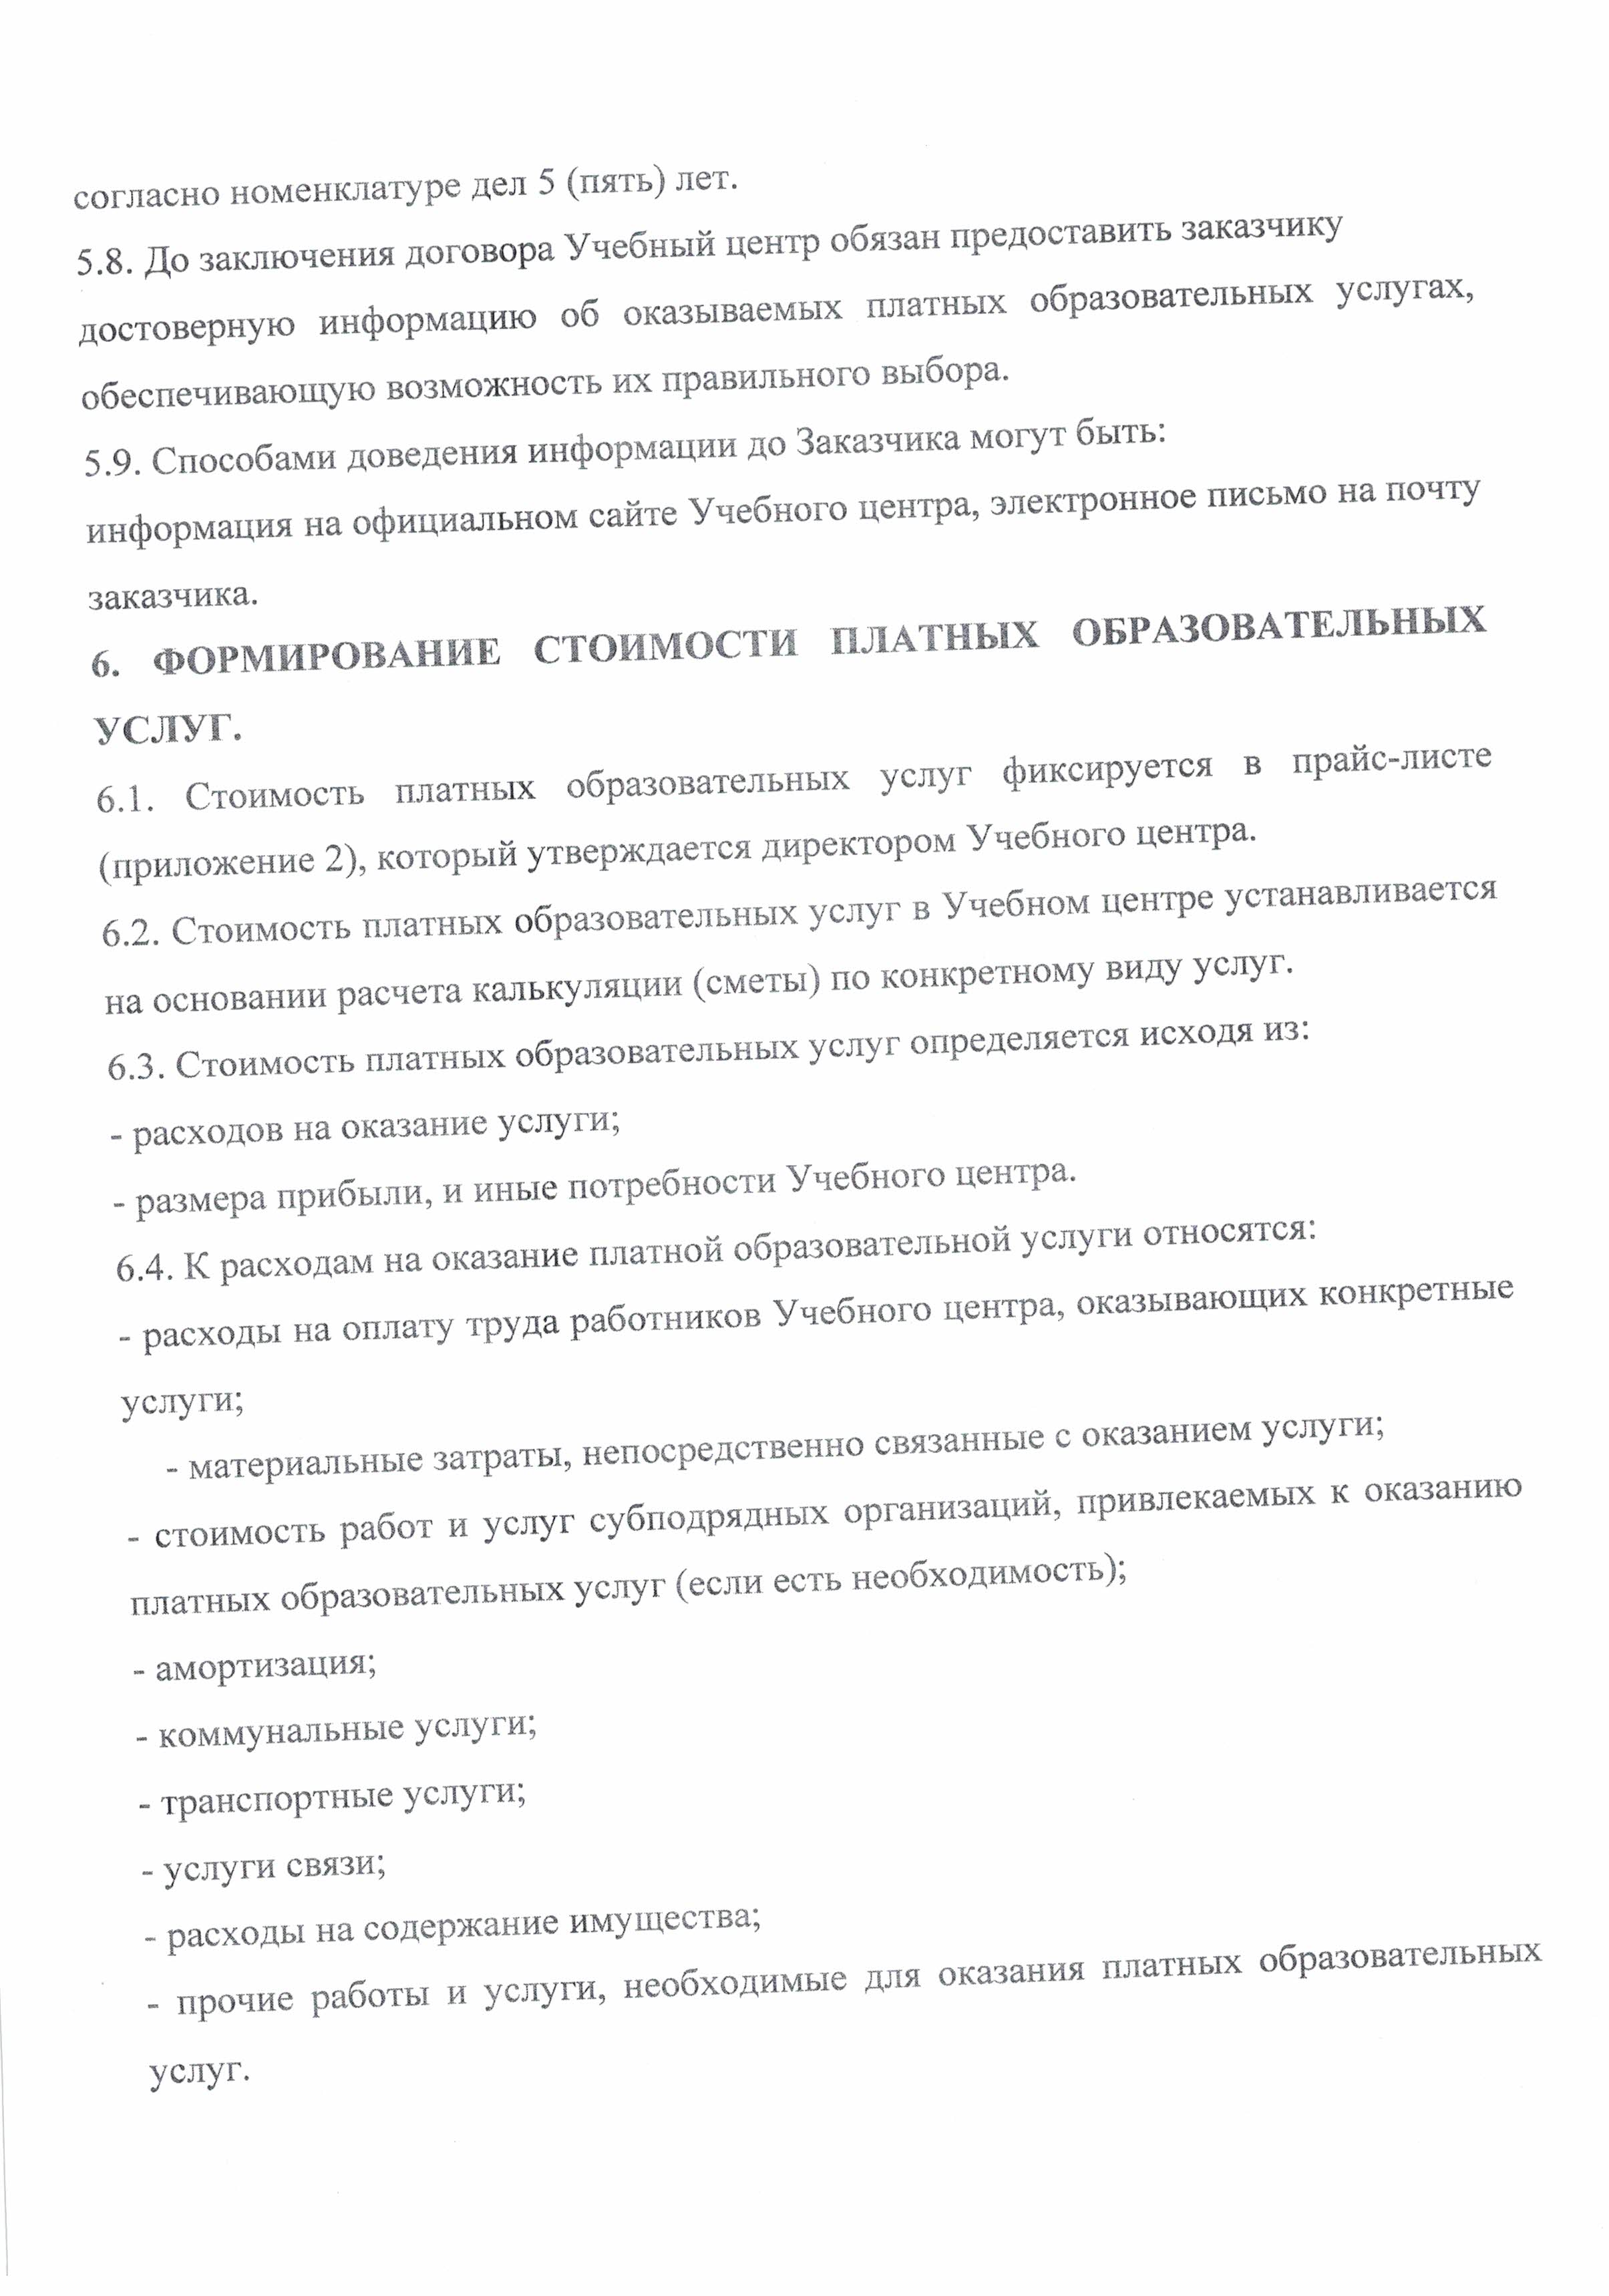 согласно номенклатуре дел 5 (пять) лет.
5.8. До заключения договора Учебный центр обязан предоставить заказчику
достоверную информацию об оказываемых платных образовательных услугах,
обеспечивающую возможность их правильного выбора.
5.9. Способами доведения информации до Заказчика могут быть:
информация на официальном сайте Учебного центра, электронное письмо на почту
заказчика.
6. ФОРМИРОВАНИЕ СТОИМОСТИ ПЛАТНЫХ ОБРАЗОВАТЕЛЬНЫХ
УСЛУГ.
6.1. Стоимость платных образовательных услуг фиксируется в прайс-листе
(приложение 2), который утверждается директором Учебного центра.
6.2. Стоимость платных образовательных услуг в Учебном центре устанавливается
на основании расчета калькуляции (сметы) по конкретному виду услуг.
6.3. Стоимость платных образовательных услуг определяется исходя из:
- расходов на оказание услуги;
- размера прибыли, и иные потребности Учебного центра.
6.4. К расходам на оказание платной образовательной услуги относятся:
- расходы на оплату труда работников Учебного центра, оказывающих конкретные
услуги;
- материальные затраты, непосредственно связанные с оказанием услуги;
- стоимость работ и услуг субподрядных организаций, привлекаемых к оказанию
платных образовательных услуг (если есть необходимость);
- амортизация;
- коммунальные услуги;
- транспортные услуги;
- услуги связи;
- расходы на содержание имущества;
- прочие работы и услуги, необходимые для оказания платных образовательных
услуг.